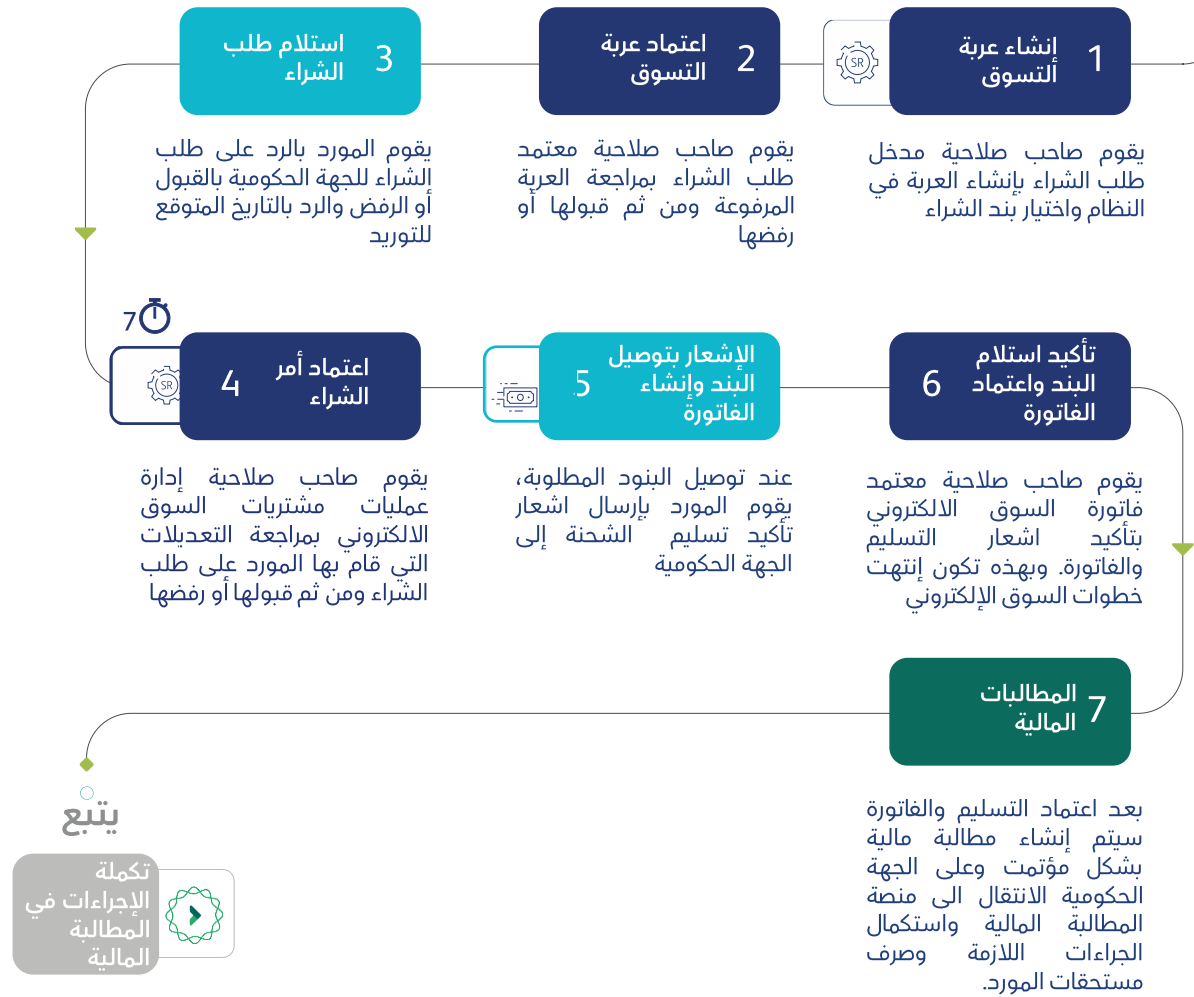 1
إنشاء عربة
التسوق
SR
يقوم صاحب صلاحية مدخل
طلب الشراء بإنشاء العربة في
النظام واختيار بند الشراء
2
اعتماد عربة
التسوق
يقوم صاحب صلاحية معتمد
طلب الشراء بمراجعة العربة
المرفوعة ومن ثم قبولها أو
رفضها
3
استلام طلب
الشراء
يقوم المورد بالرد على طلب
الشراء للجهة الحكومية بالقبول
أو الرفض والرد بالتاريخ المتوقع
للتوريد
7
4
اعتماد أمر
الشراء
SR
يقوم صاحب صلاحية إدارة
عمليات مشتريات السوق
الالكتروني بمراجعة التعديلات
التي قام بها المورد على طلب
الشراء ومن ثم قبولها أو رفضها
5
الإشعار بتوصيل
البند وإنشاء
الفاتورة
عند توصيل البنود المطلوبة،
يقوم المورد بإرسال اشعار
تأكيد تسليم الشحنة إلى
الجهة الحكومية
6
تأكيد استلام
البند واعتماد
الفاتورة
يقوم صاحب صلاحية معتمد
فاتورة السوق الالكتروني
بتأكيد اشعار التسليم
والفاتورة. وبهذه تكون إنتهت
خطوات السوق الإلكتروني
7
المطالبات
المالية
بعد اعتماد التسليم والفاتورة
سيتم إنشاء مطالبة مالية
بشكل مؤتمت وعلى الجهة
الحكومية الانتقال الى منصة
المطالبة المالية واستكمال
الجراءات اللازمة وصرف
مستحقات المورد.
يتبع
تكملة
الإجراءات في
المطالبة
المالية